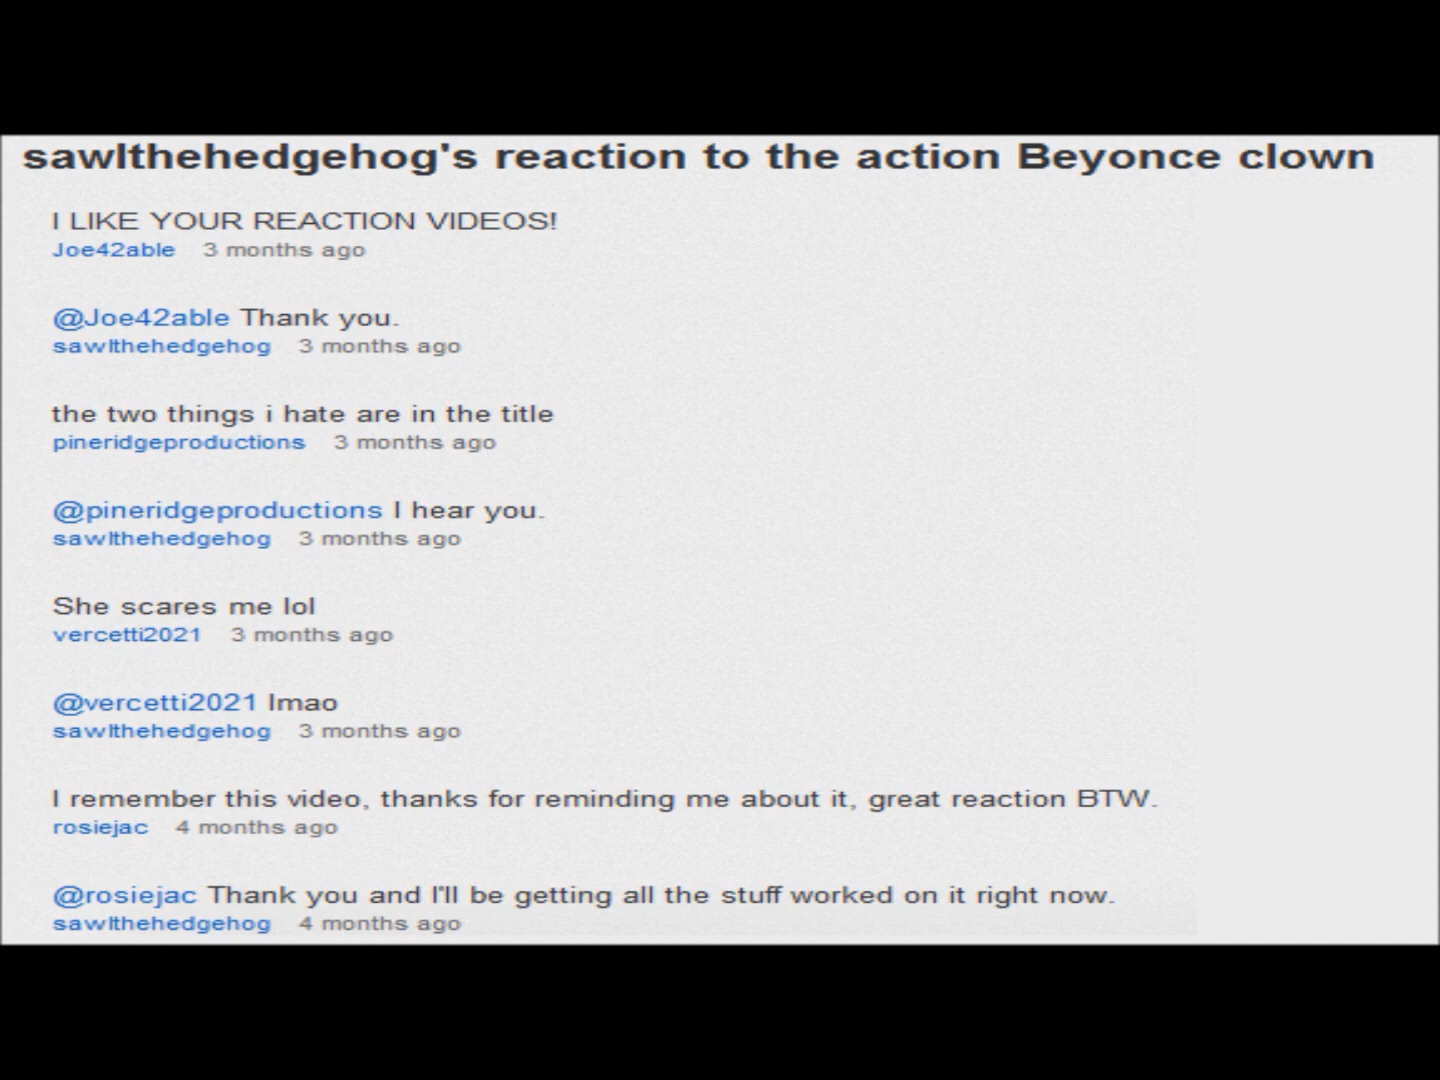 sawlthehedgehog's reaction to the action Beyonce clown
I LIKE YOUR REACTION VIDEOS!
Joe42able 3 months ago
@Joe42able Thank you.
sawlthehedgehog 3 months ago
the two things i hate are in the title
pineridgeproductions 3 months ago
@pineridgeproductions I hear you.
sawlthehedgehog 3 months ago
She scares me lol
vercetti2021 3 months ago
@vercetti2021 lmao
sawlthehedgehog 3 months ago
I remember this video, thanks for reminding me about it, great reaction BTW.
rosiejac 4 months ago
@rosiejac Thank you and I'll be getting all the stuff worked on it right now.
sawlthehedgehog 4 months ago